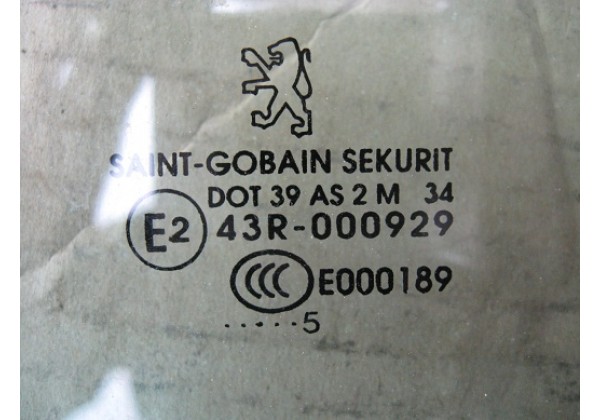 SAINT-GOBAIN SEKURIT
DOT 39 AS 2 M 34
E2 43R-000929
CCC E000189
.....5